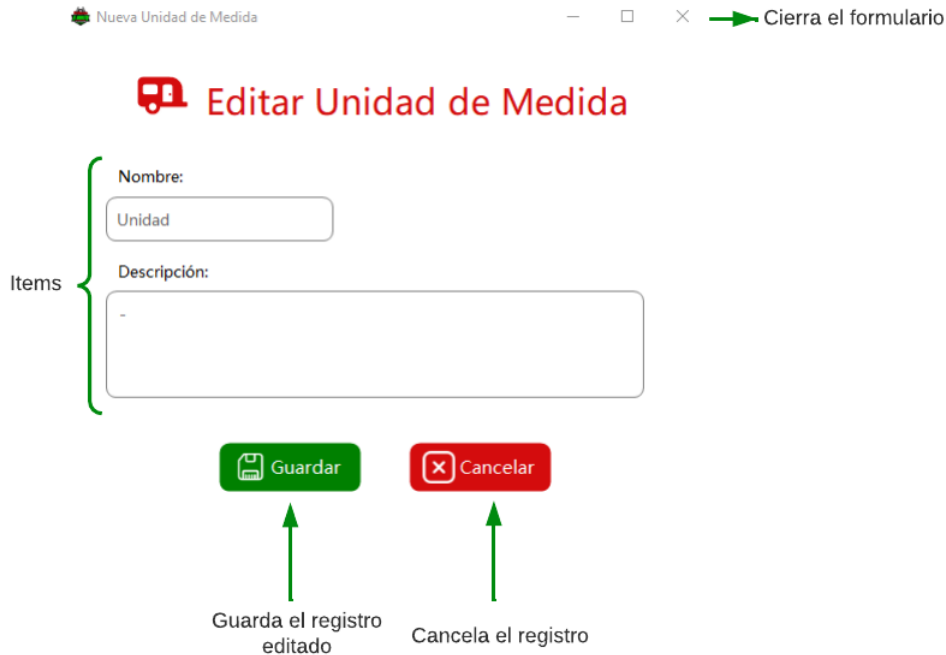 Nueva Unidad de Medida
Cierra el formulario
Editar Unidad de Medida
Nombre:
Unidad
Items
Descripción:
-
Guardar
Cancelar
Guarda el registro
editado
Cancela el registro